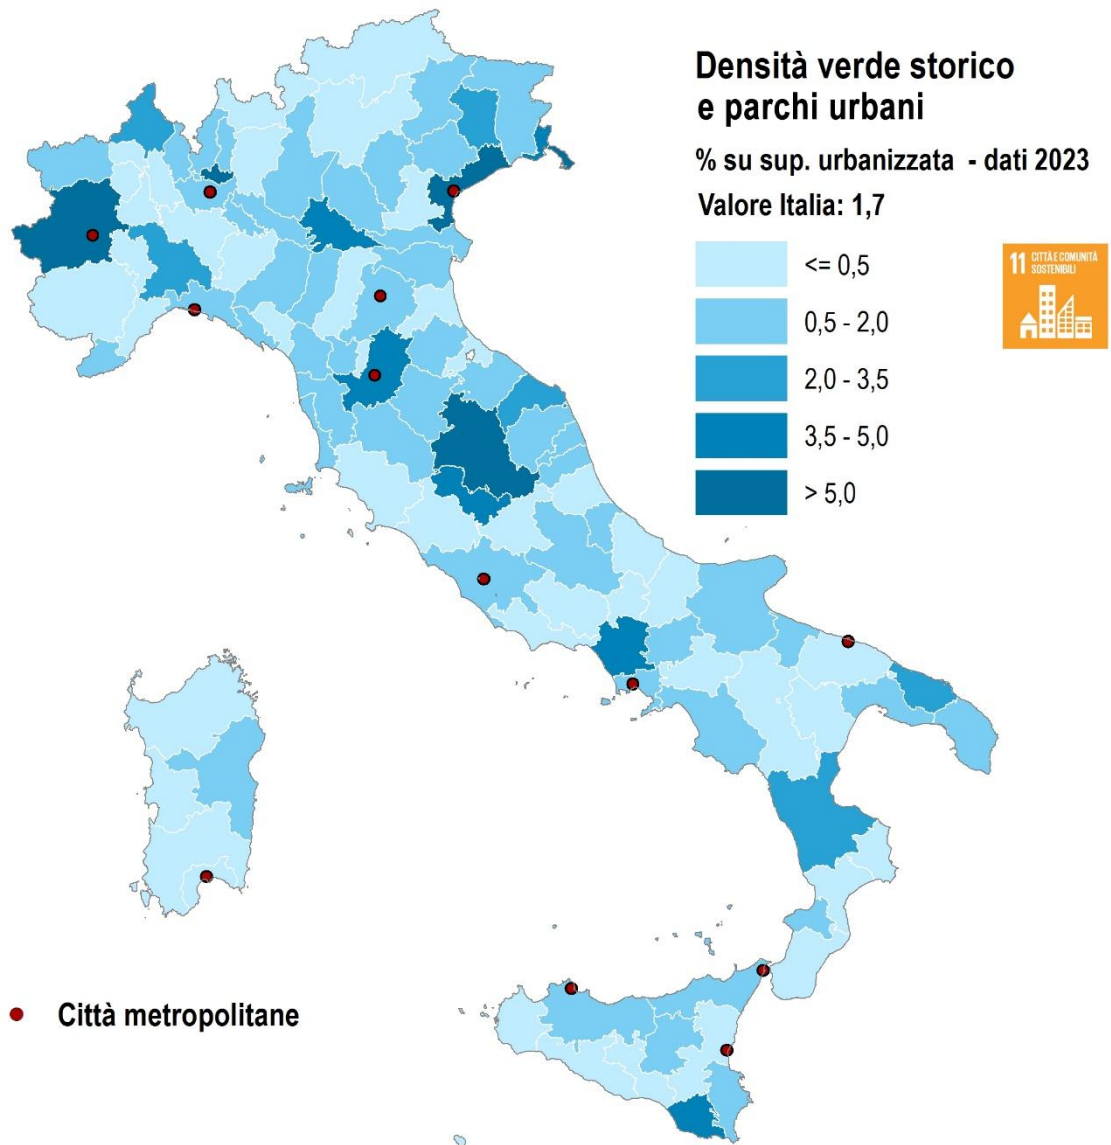 Densità verde storico
e parchi urbani
% su sup. urbanizzata - dati 2023
Valore Italia: 1,7
<= 0,5
0,5 - 2,0
2,0 - 3,5
3,5 - 5,0
> 5,0
11 CITTÀ E COMUNITÀ
SOSTENIBILI
Città metropolitane